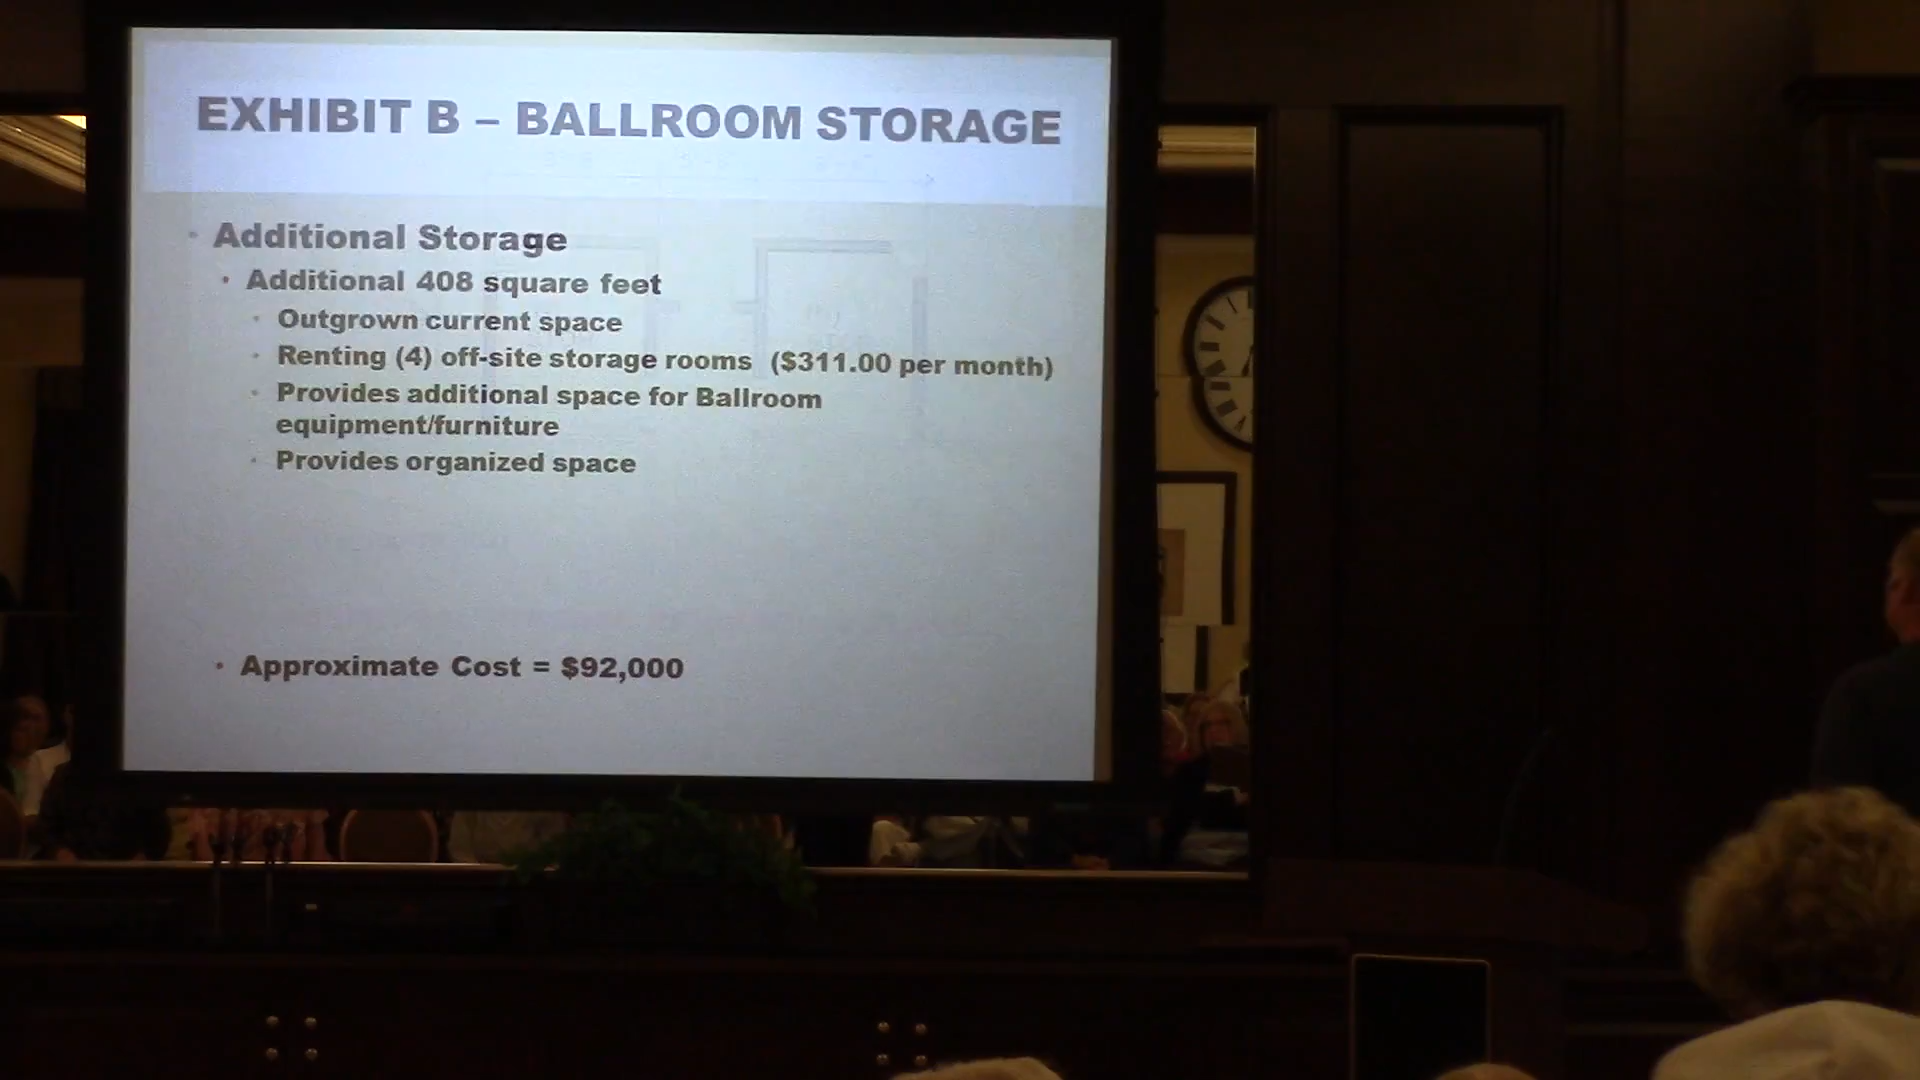 EXHIBIT B – BALLROOM STORAGE
• Additional Storage
• Additional 408 square feet
• Outgrown current space
• Renting (4) off-site storage rooms ($311.00 per month)
• Provides additional space for Ballroom
equipment/furniture
• Provides organized space
• Approximate Cost = $92,000